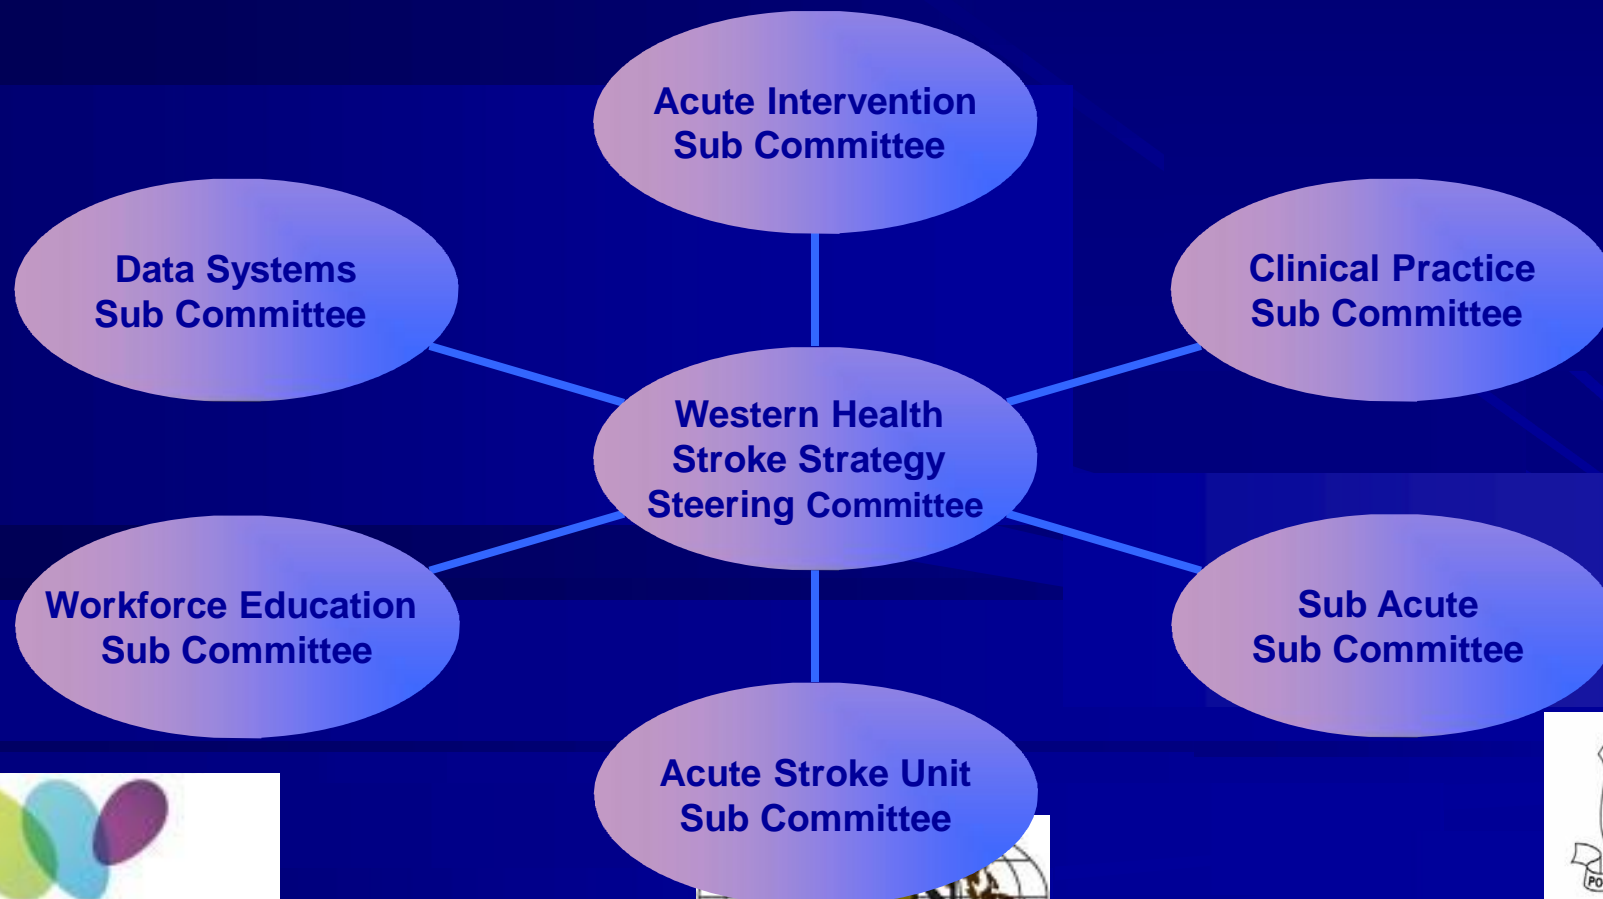 Acute Intervention
Sub Committee
Data Systems
Sub Committee
Clinical Practice
Sub Committee
Western Health
Stroke Strategy
Steering Committee
Workforce Education
Sub Committee
Sub Acute
Sub Committee
Acute Stroke Unit
Sub Committee